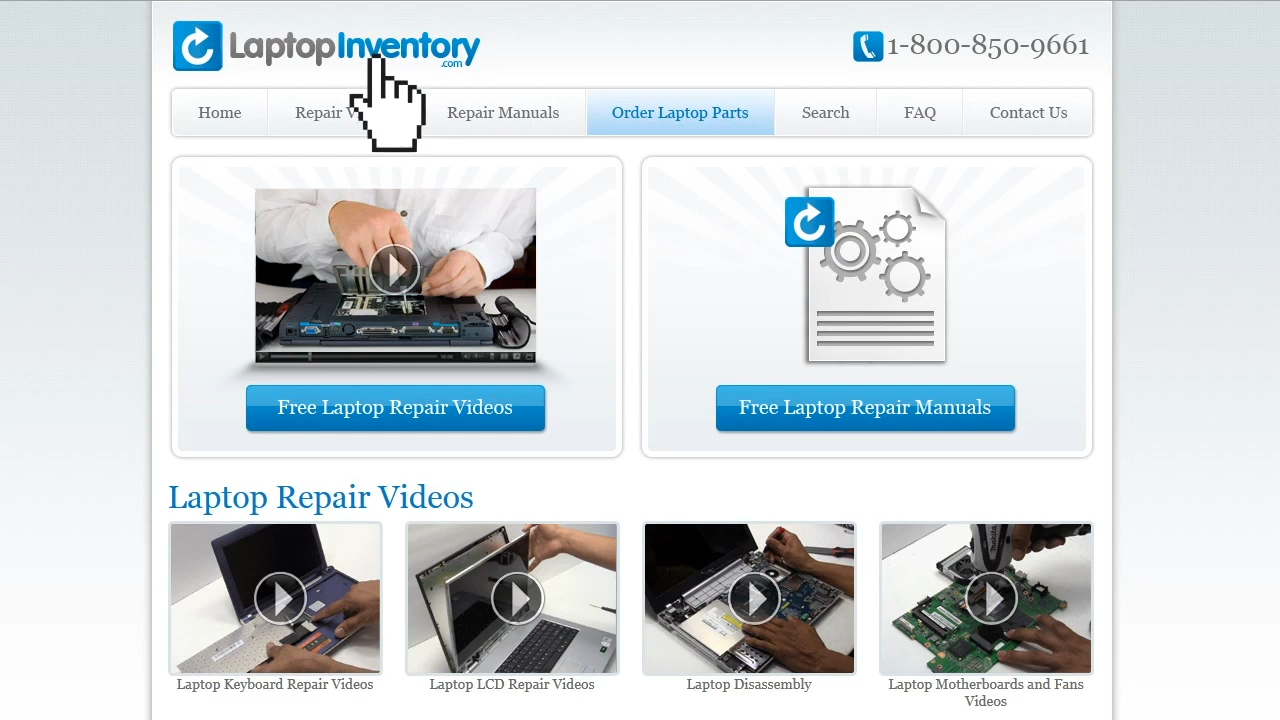 LaptopInventory
.com
1-800-850-9661
Home
Repair V
Repair Manuals
Order Laptop Parts
Search
FAQ
Contact Us
Free Laptop Repair Videos
Free Laptop Repair Manuals
Laptop Repair Videos
Laptop Keyboard Repair Videos
Laptop LCD Repair Videos
Laptop Disassembly
Laptop Motherboards and Fans
Videos